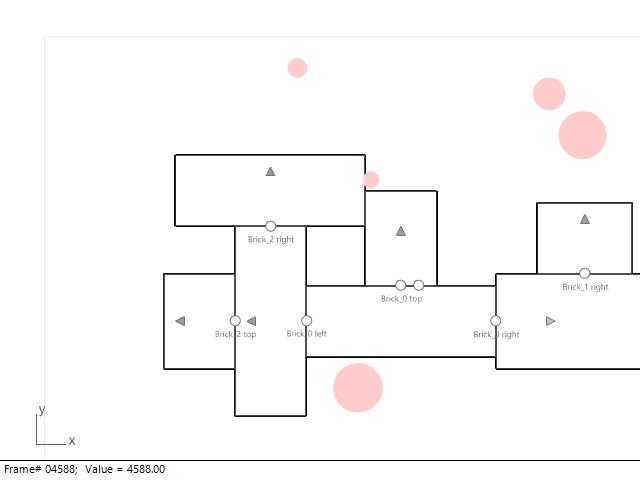 Brick_2 right
Brick_1 right
Brick_0 top
Brick_2 top
Brick_0 left
Brick_0 right
y
x
Frame# 04588;  Value = 4588.00